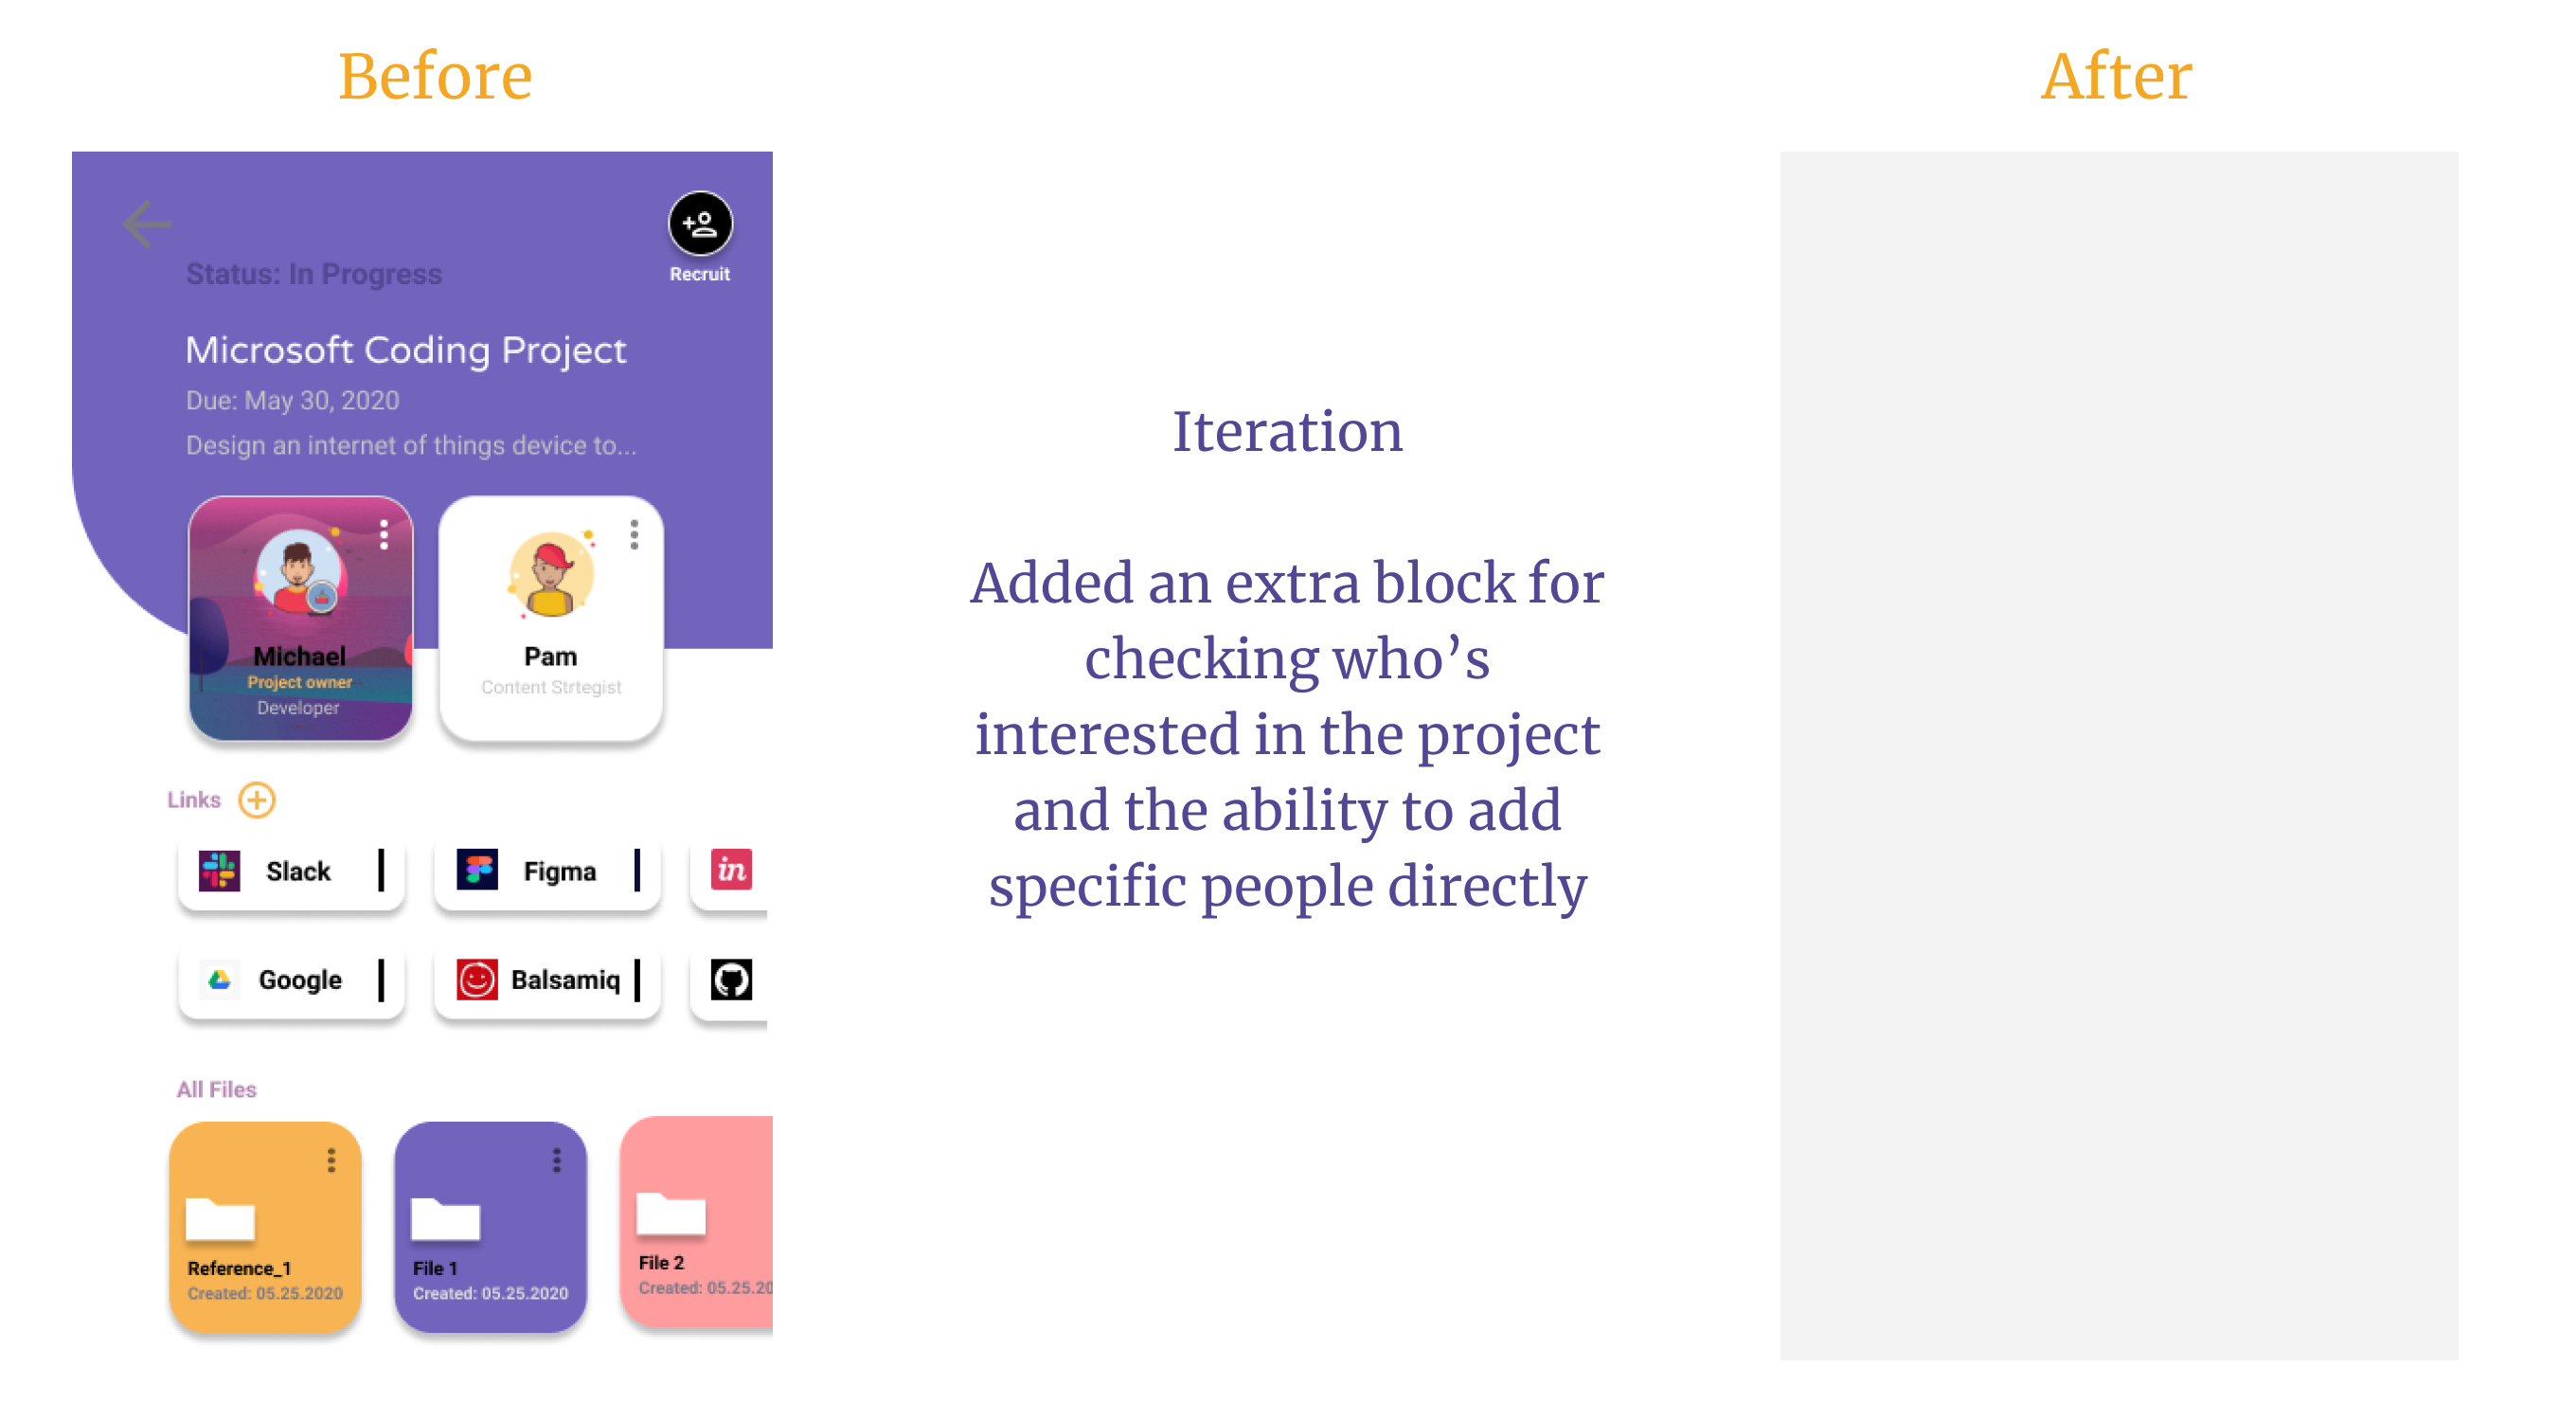 Before
After
Recruit
Status: In Progress
Microsoft Coding Project
Due: May 30, 2020
Design an internet of things device to...
Michael
Project owner
Developer
Pam
Content Strtegist
Links
Slack
Figma
in
Google
Balsamiq
All Files
Reference_1
Created: 05.25.2020
File 1
Created: 05.25.2020
File 2
Created: 05.25.20
Iteration
Added an extra block for
checking who’s
interested in the project
and the ability to add
specific people directly